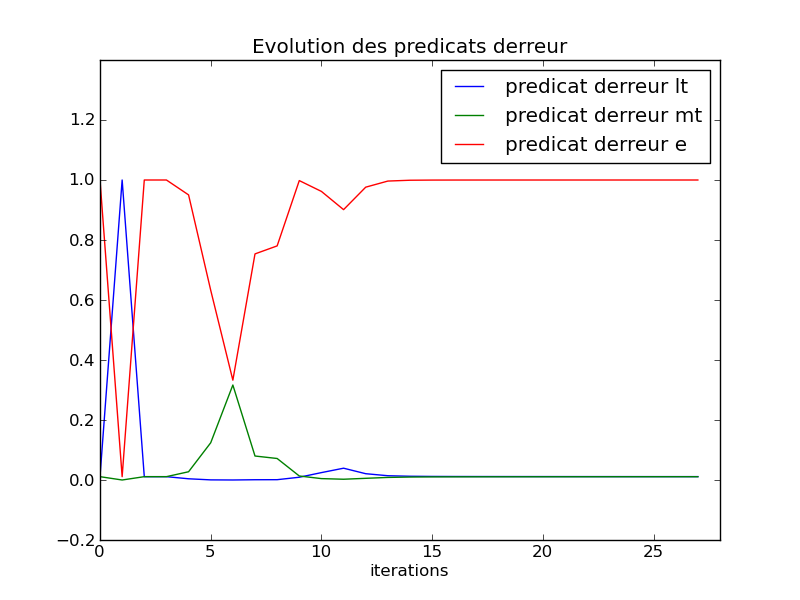 Evolution des predicats derreur
predicat derreur lt
predicat derreur mt
predicat derreur e
1.2
1.0
0.8
0.6
0.4
0.2
0.0
−0.2
0 5 10 15 20 25
iterations